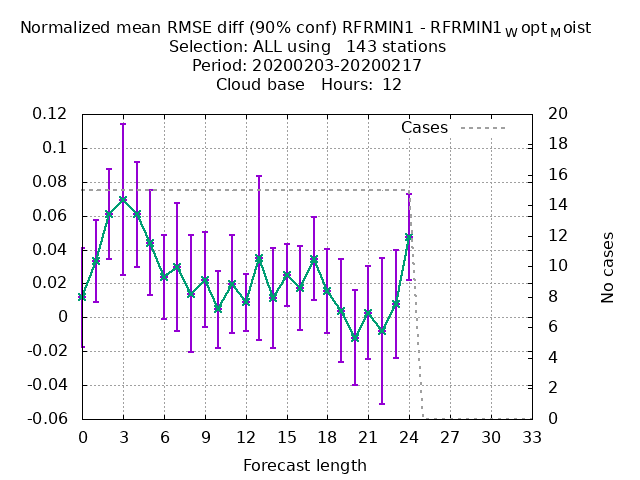 Normalized mean RMSE diff (90% conf) RFRMIN1 - RFRMIN1WoptMoist
Selection: ALL using 143 stations
Period: 20200203-20200217
Cloud base Hours: 12
Cases
0.12
0.1
0.08
0.06
0.04
0.02
0
-0.02
-0.04
-0.06
20
18
16
14
12
10
8
6
4
2
0
No cases
0 3 6 9 12 15 18 21 24 27 30 33
Forecast length